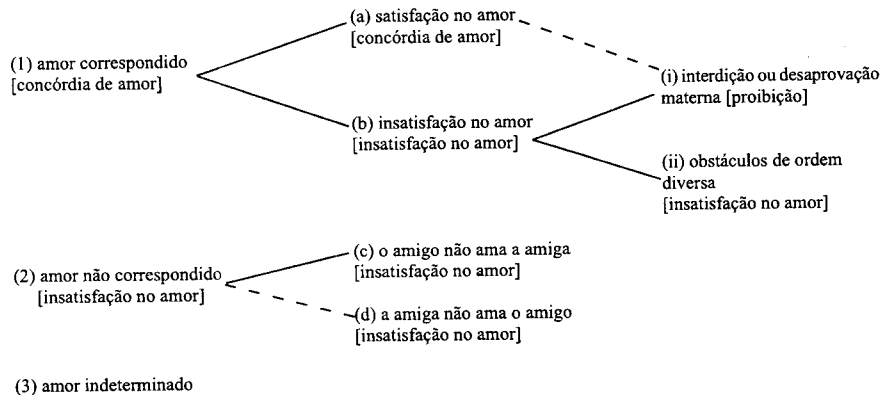 (1) amor correspondido
[concórdia de amor]
(a) satisfação no amor
[concórdia de amor]
(b) insatisfação no amor
[insatisfação no amor]
(i) interdição ou desaprovação
materna [proibição]
(ii) obstáculos de ordem
diversa
[insatisfação no amor]
(2) amor não correspondido
[insatisfação no amor]
(c) o amigo não ama a amiga
[insatisfação no amor]
(d) a amiga não ama o amigo
[insatisfação no amor]
(3) amor indeterminado